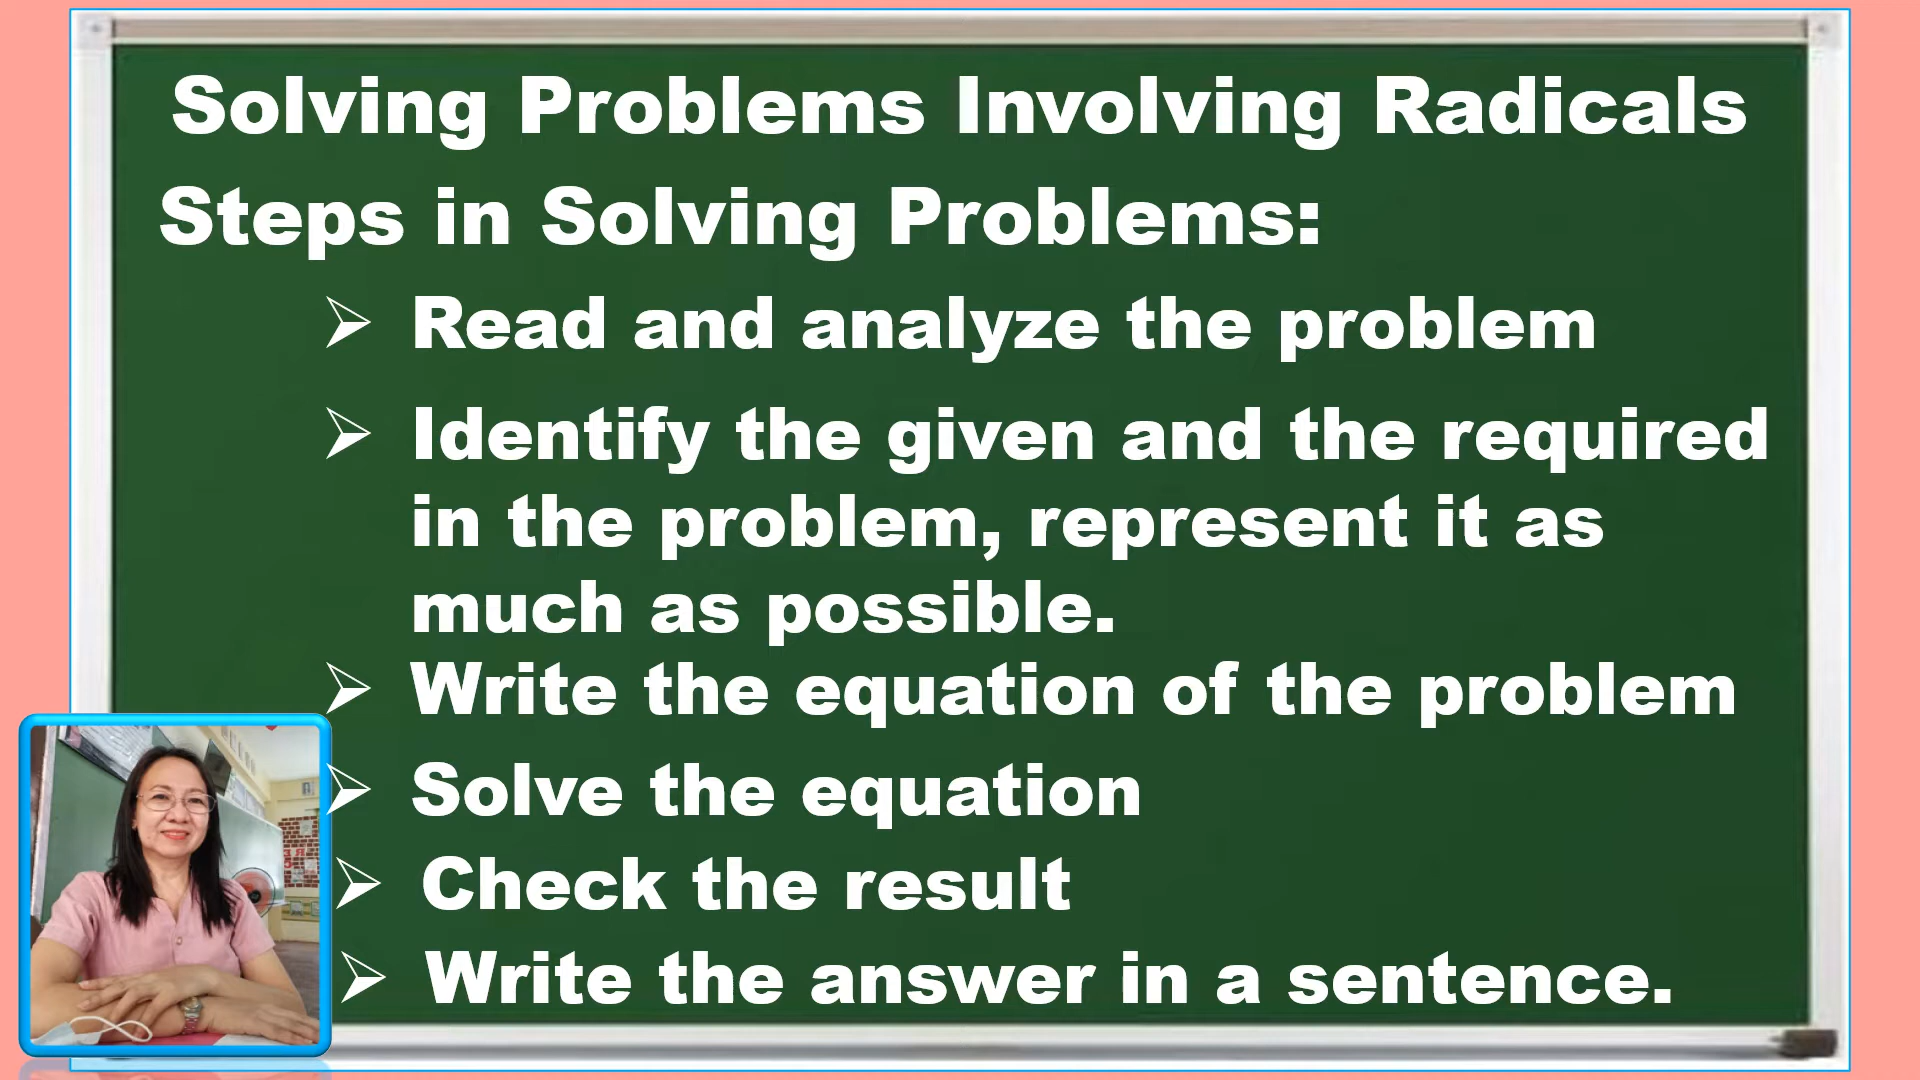 Solving Problems Involving Radicals
Steps in Solving Problems:
Read and analyze the problem
Identify the given and the required
in the problem, represent it as
much as possible.
Write the equation of the problem
Solve the equation
Check the result
Write the answer in a sentence.